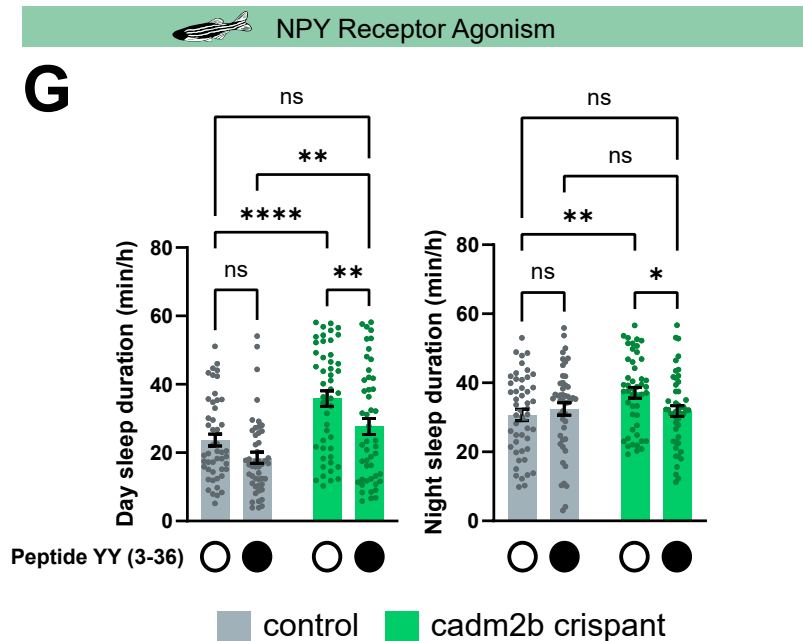 NPY Receptor Agonism
G
ns
**
****
ns
**
Day sleep duration (min/h)
80
60
40
20
0
ns
ns
**
ns
*
Night sleep duration (min/h)
80
60
40
20
0
Peptide YY (3-36)
control
cadm2b crispant